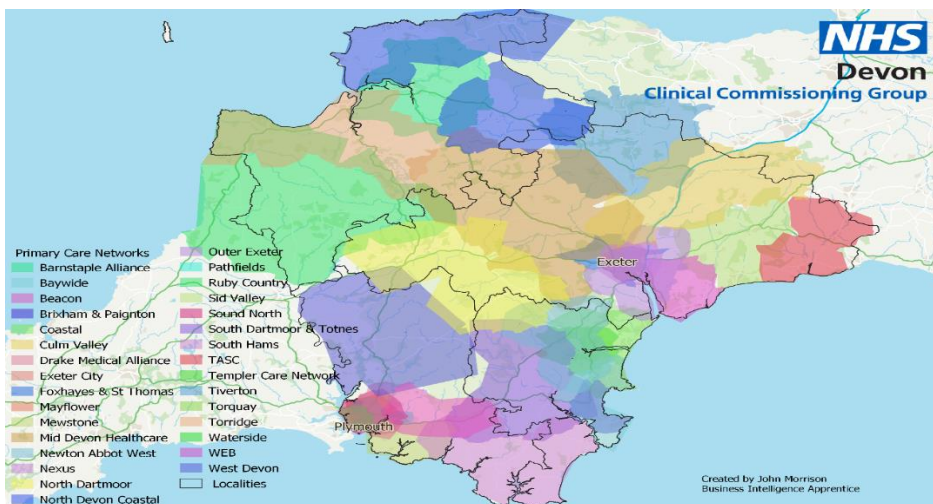 NHS
Devon
Clinical Commissioning Group
Exeter
Plymouth
Primary Care Networks
Barnstaple Alliance
Baywide
Beacon
Brixham & Paignton
Coastal
Culm Valley
Drake Medical Alliance
Exeter City
Foxhayes & St Thomas
Mayflower
Mewstone
Mid Devon Healthcare
Newton Abbot West
Nexus
North Dartmoor
North Devon Coastal
Outer Exeter
Pathfields
Ruby Country
Sid Valley
Sound North
South Dartmoor & Totnes
South Hams
TASC
Templer Care Network
Tiverton
Torquay
Torridge
Waterside
WEB
West Devon
Localities
Created by John Morrison
Business Intelligence Apprentice